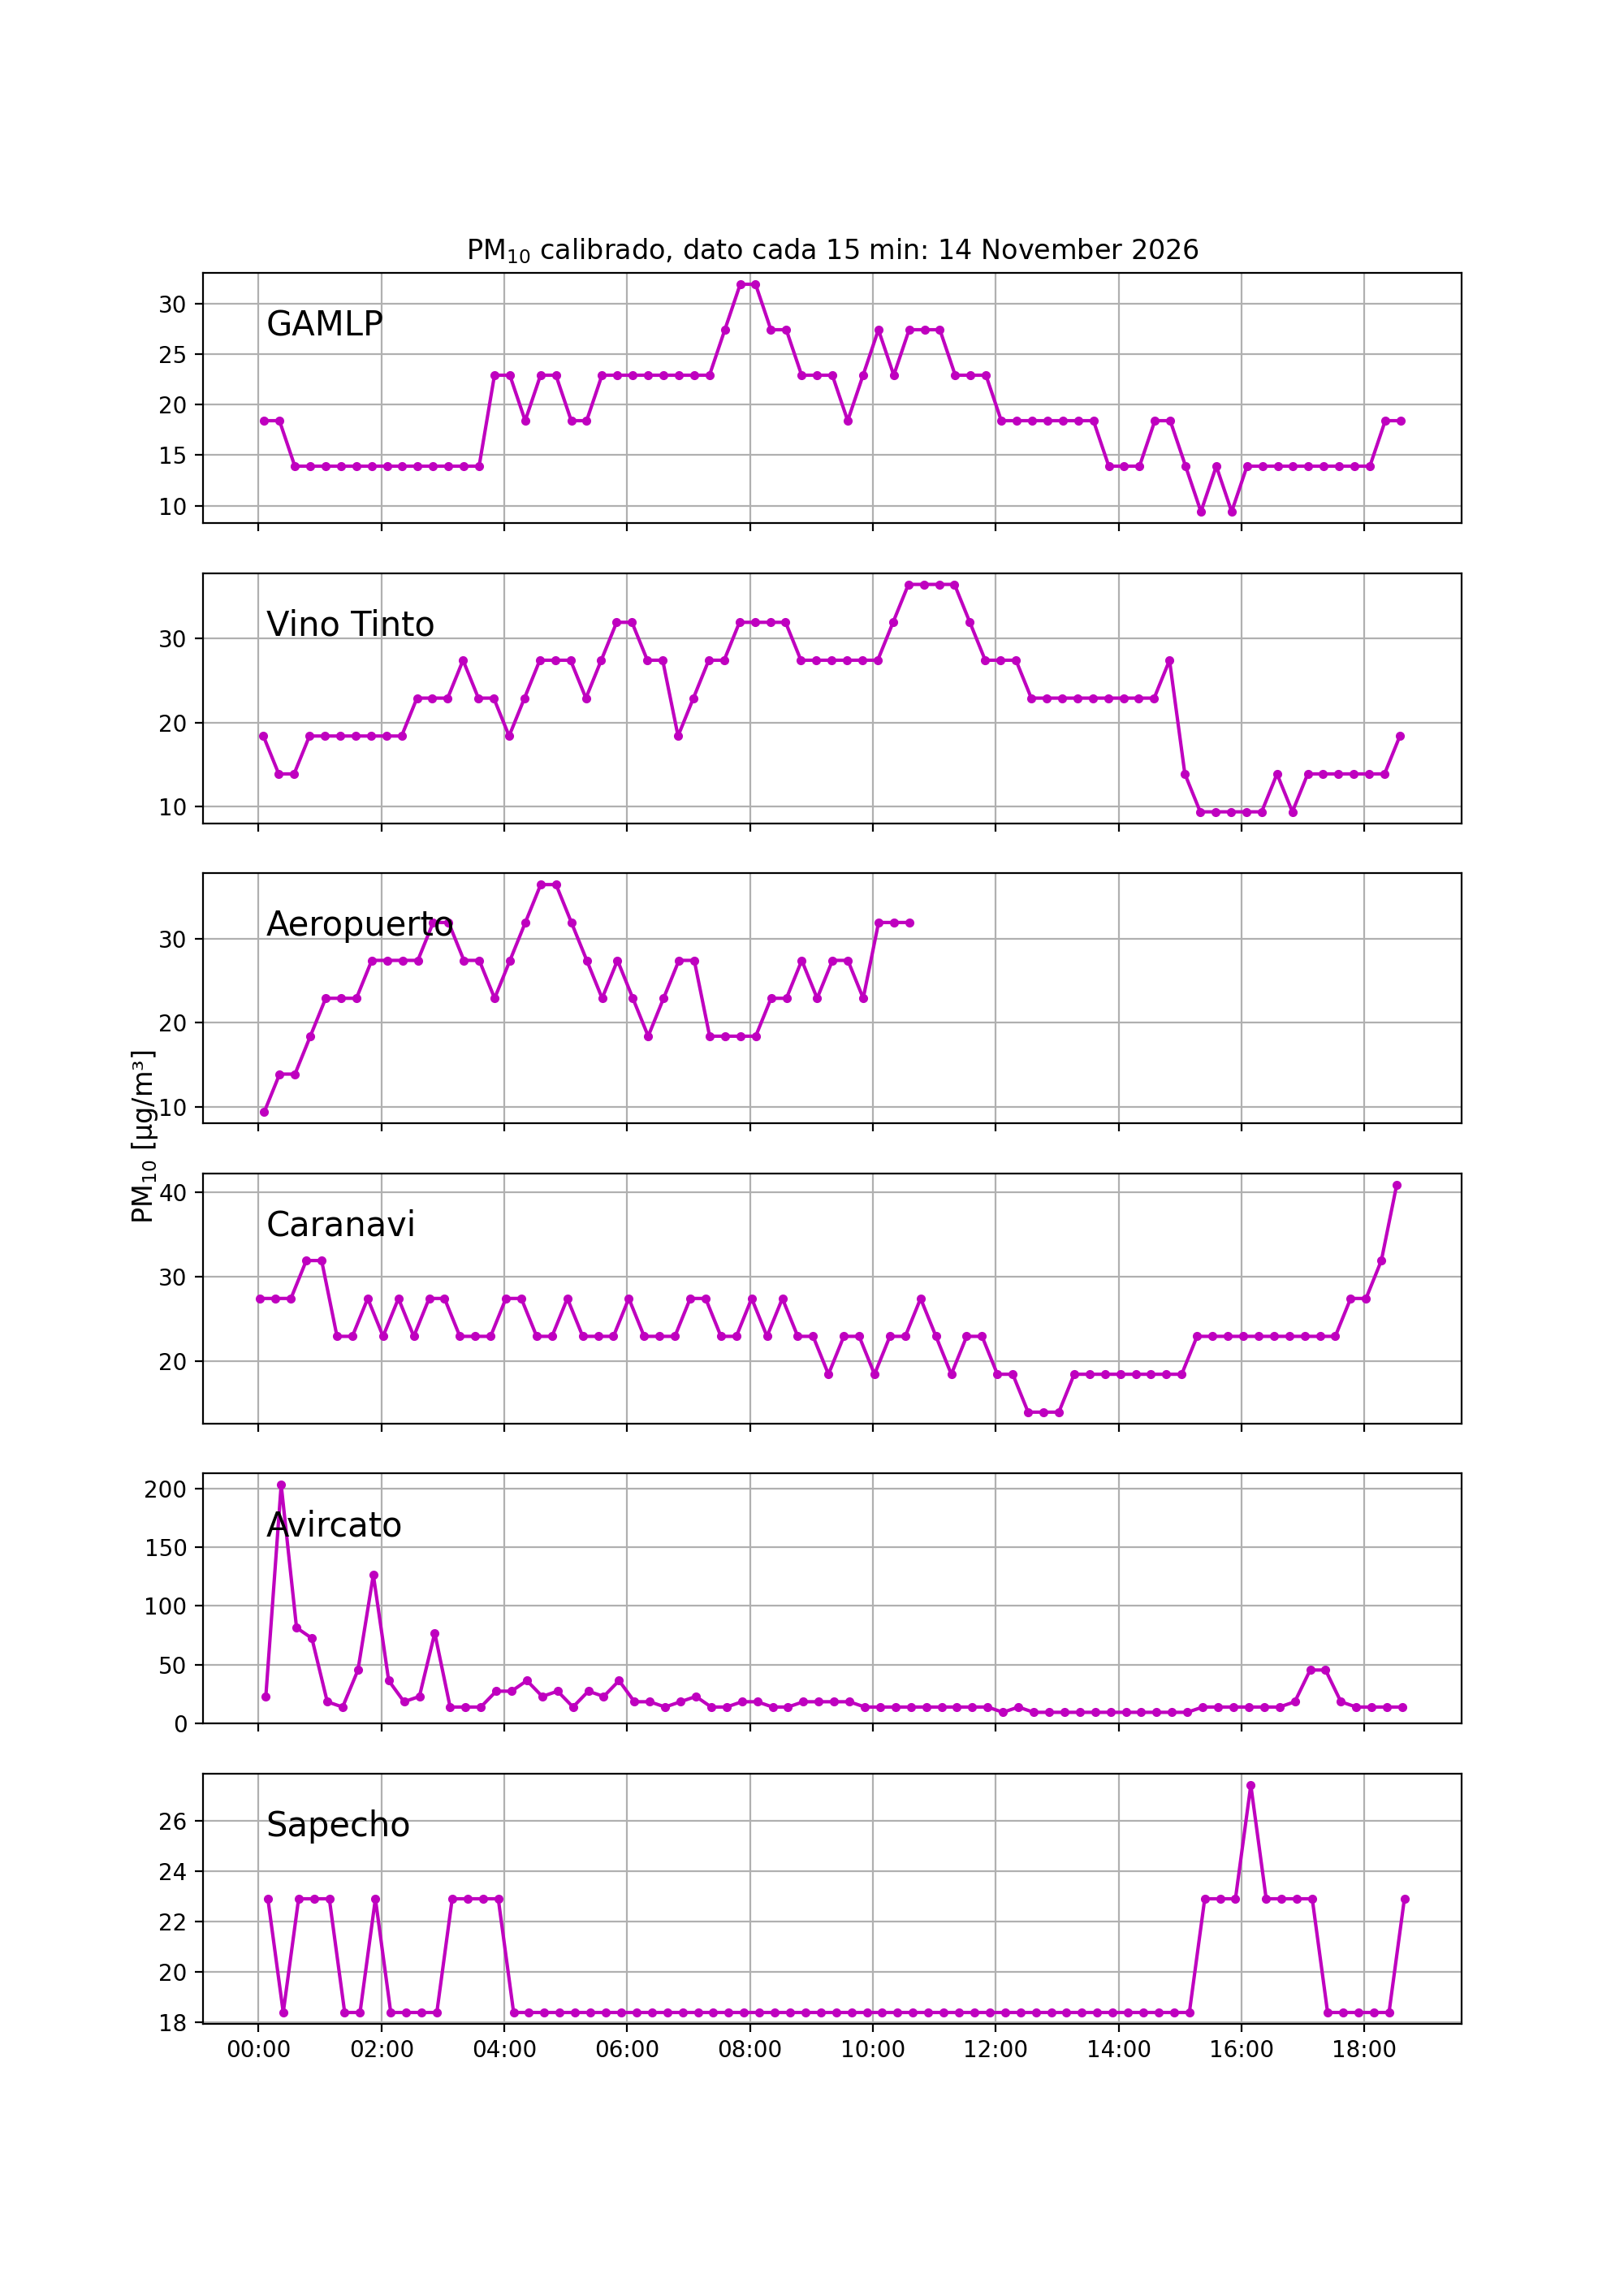 PM₁₀ calibrado, dato cada 15 min: 14 November 2026
GAMLP
30
25
20
15
10
Vino Tinto
30
20
10
Aeropuerto
30
20
10
PM₁₀ [µg/m³]
Caranavi
40
30
20
Avircato
200
150
100
50
0
Sapecho
26
24
22
20
18
00:00 02:00 04:00 06:00 08:00 10:00 12:00 14:00 16:00 18:00